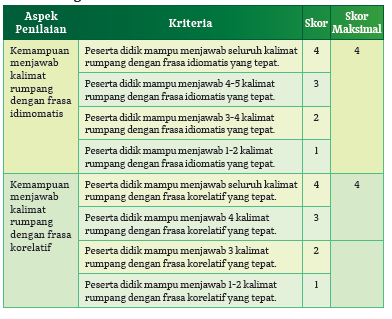 Aspek Penilaian Kriteria Skor Skor Maksimal
Kemampuan menjawab kalimat rumpang dengan frasa idimomatis
Peserta didik mampu menjawab seluruh kalimat
rumpang dengan frasa idiomatis yang tepat.
4
4
Peserta didik mampu menjawab 4-5 kalimat
rumpang dengan frasa idiomatis yang tepat.
3
Peserta didik mampu menjawab 3-4 kalimat
rumpang dengan frasa idiomatis yang tepat.
2
Peserta didik mampu menjawab 1-2 kalimat
rumpang dengan frasa idiomatis yang tepat.
1
Kemampuan menjawab kalimat rumpang dengan frasa korelatif
Peserta didik mampu menjawab seluruh kalimat
rumpang dengan frasa korelatif yang tepat.
4
4
Peserta didik mampu menjawab 4 kalimat
rumpang dengan frasa korelatif yang tepat.
3
Peserta didik mampu menjawab 3 kalimat
rumpang dengan frasa korelatif yang tepat.
2
Peserta didik mampu menjawab 1-2 kalimat
rumpang dengan frasa korelatif yang tepat.
1